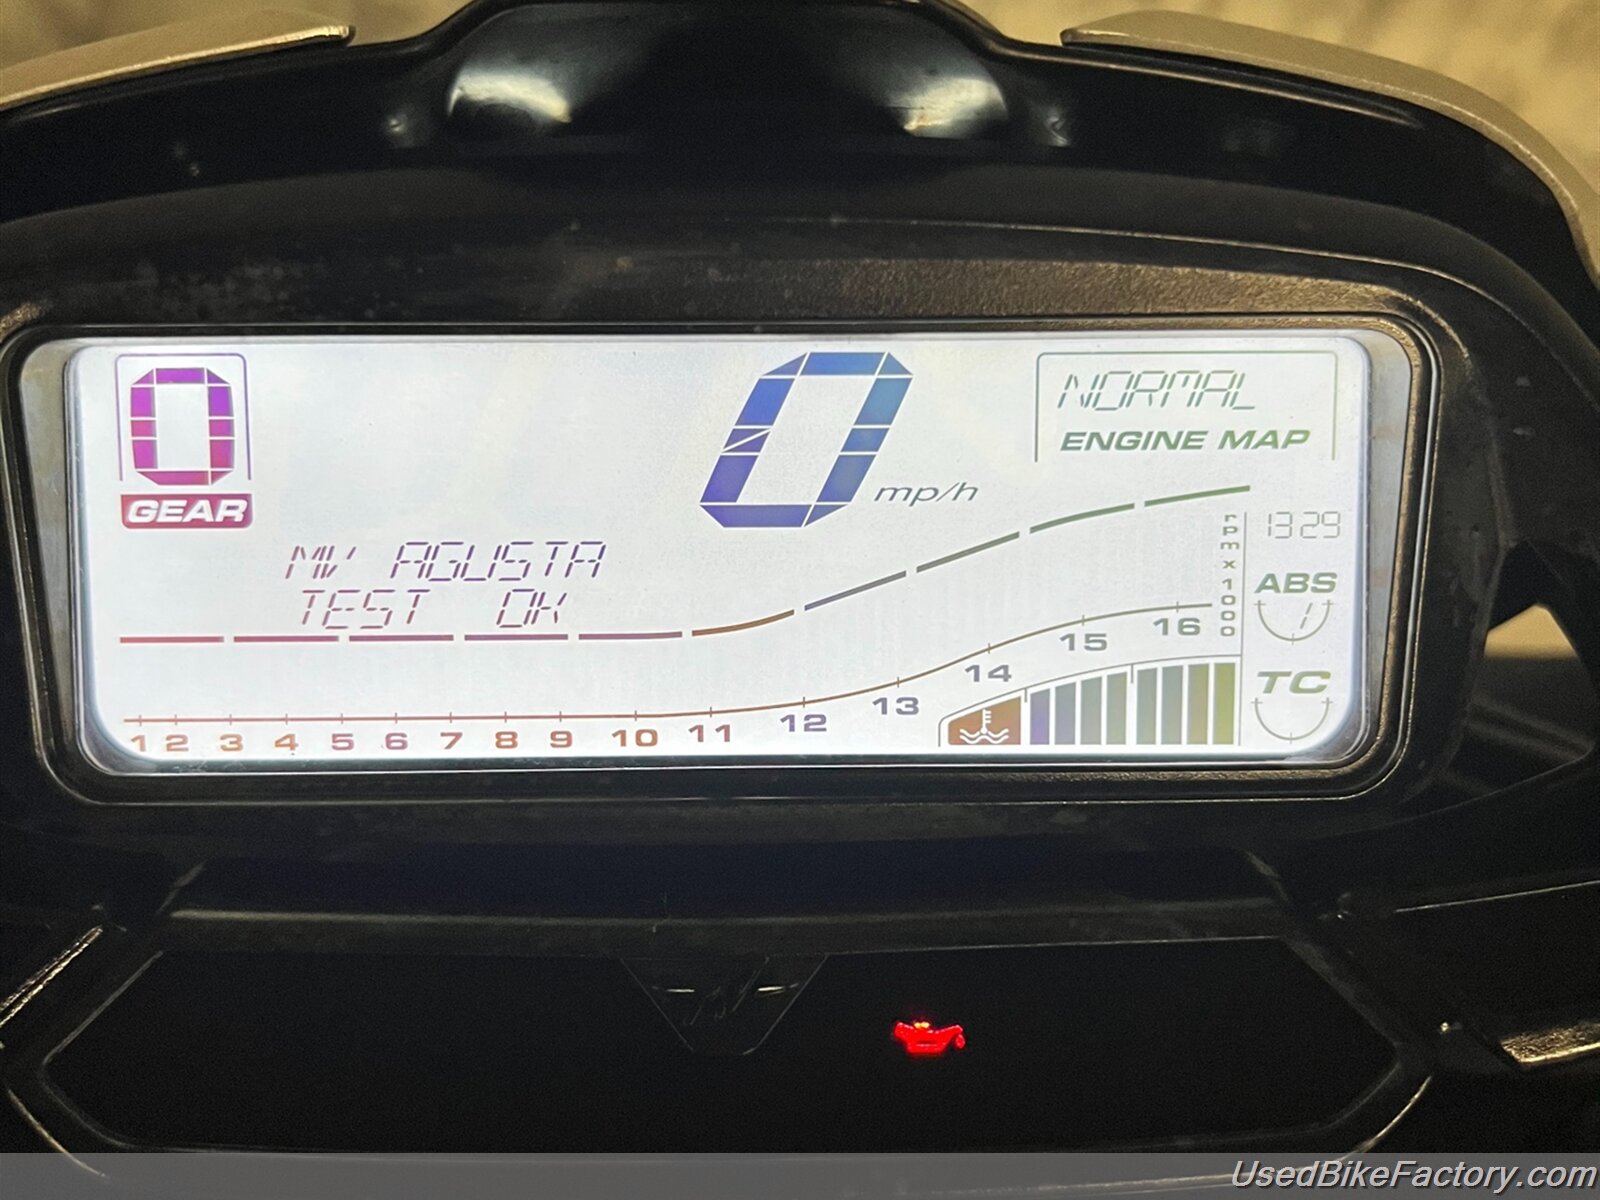 0
GEAR
0 mp/h
NORMAL
ENGINE MAP
MV AGUSTA
TEST OK
rpm x1000
13 29
ABS
1
TC
1 2 3 4 5 6 7 8 9 10 11 12 13 14 15 16
UsedBikeFactory.com